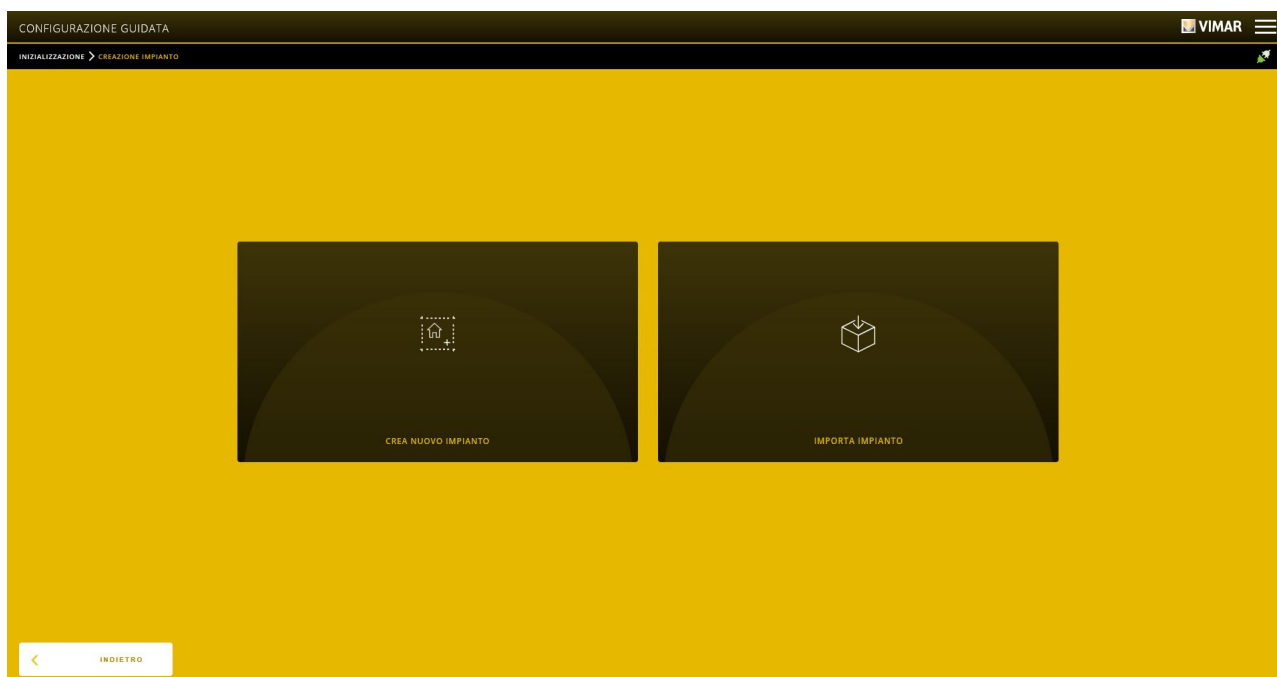 CONFIGURAZIONE GUIDATA
VIMAR
INIZIALIZZAZIONE > CREAZIONE IMPIANTO
CREA NUOVO IMPIANTO
IMPORTA IMPIANTO
INDIETRO